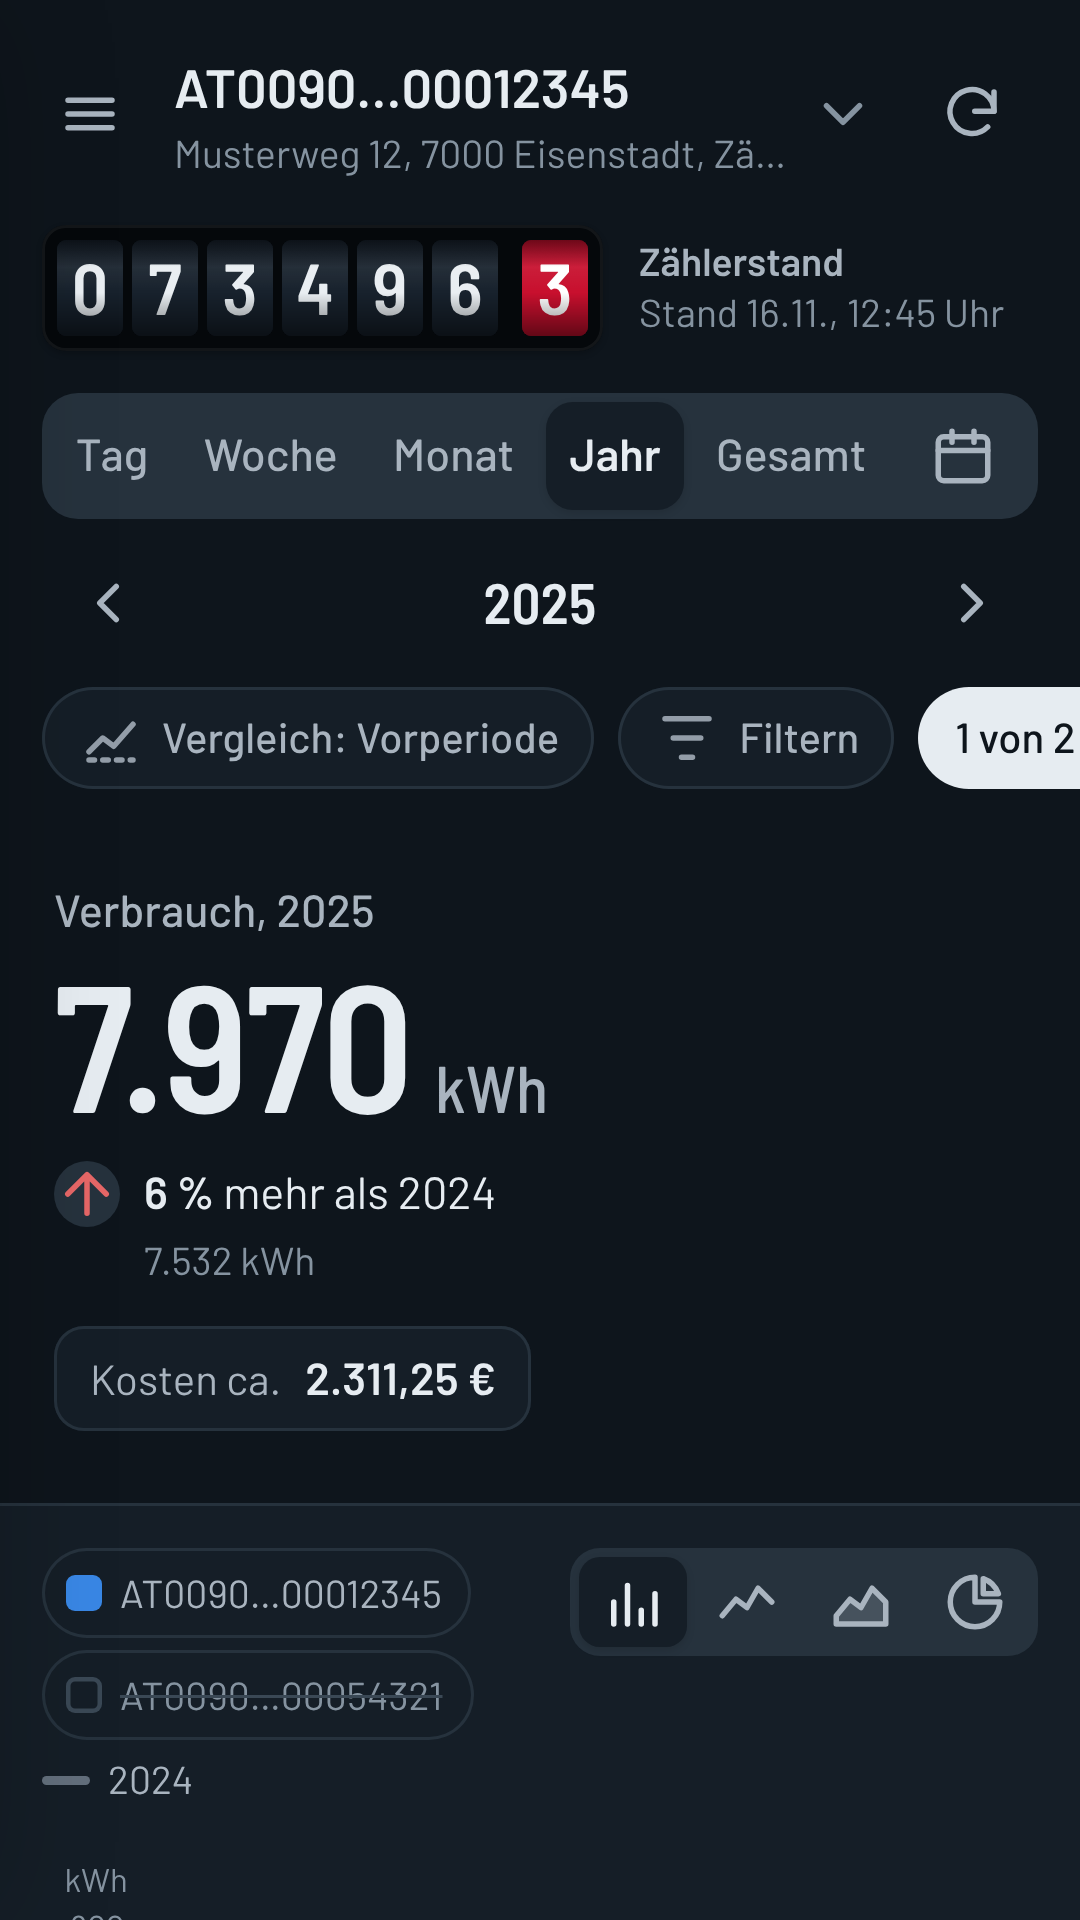 AT0090...00012345
Musterweg 12, 7000 Eisenstadt, Zä...
0 7 3 4 9 6 3
Zählerstand
Stand 16.11., 12:45 Uhr
Tag Woche Monat Jahr Gesamt
2025
Vergleich: Vorperiode Filtern 1 von 2
Verbrauch, 2025
7.970 kWh
6 % mehr als 2024
7.532 kWh
Kosten ca. 2.311,25 €
AT0090...00012345
AT0090...00054321
2024
kWh